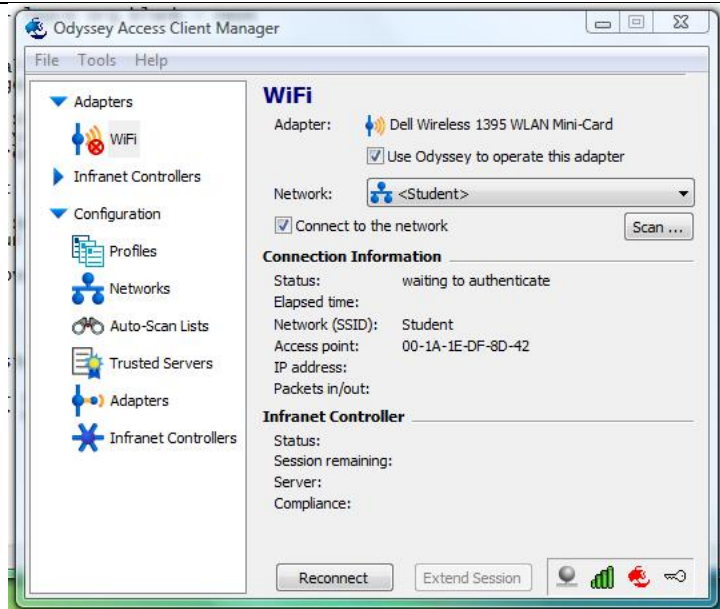 Odyssey Access Client Manager
File Tools Help
Adapters
WiFi
Infranet Controllers
Configuration
Profiles
Networks
Auto-Scan Lists
Trusted Servers
Adapters
Infranet Controllers
WiFi
Adapter: Dell Wireless 1395 WLAN Mini-Card
Use Odyssey to operate this adapter
Network: <Student>
Connect to the network Scan ...
Connection Information
Status: waiting to authenticate
Elapsed time:
Network (SSID): Student
Access point: 00-1A-1E-DF-8D-42
IP address:
Packets in/out:
Infranet Controller
Status:
Session remaining:
Server:
Compliance:
Reconnect Extend Session